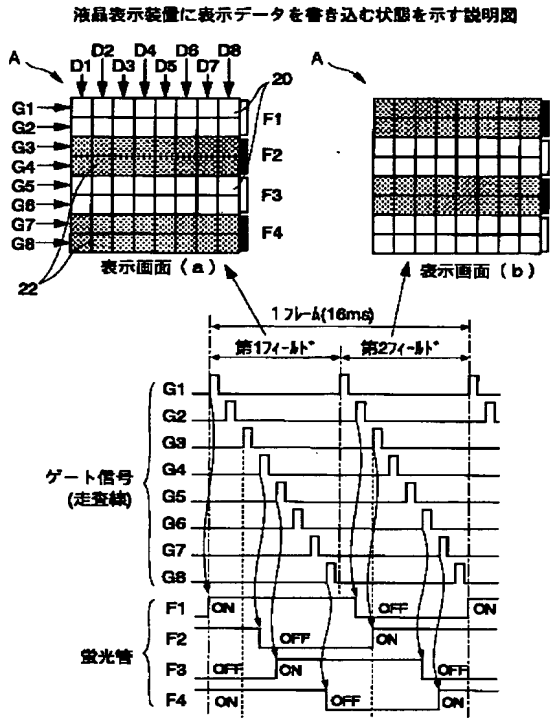 液晶表示装置に表示データを書き込む状態を示す説明図
A
D1 D2 D3 D4 D5 D6 D7 D8
20
G1
G2
G3
G4
G5
G6
G7
G8
F1
F2
F3
F4
22
表示画面(a)
A
表示画面(b)
1フレーム(16ms)
第1フィールド 第2フィールド
ゲート信号
(走査線)
G1
G2
G3
G4
G5
G6
G7
G8
蛍光管
F1 ON OFF ON
F2 OFF ON
F3 OFF ON OFF
F4 ON OFF ON